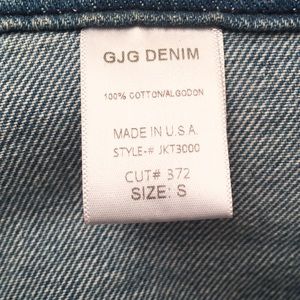 GJG DENIM
100% COTTON/ALGODON
MADE IN U.S.A.
STYLE-# JKT3000
CUT# 372
SIZE: S